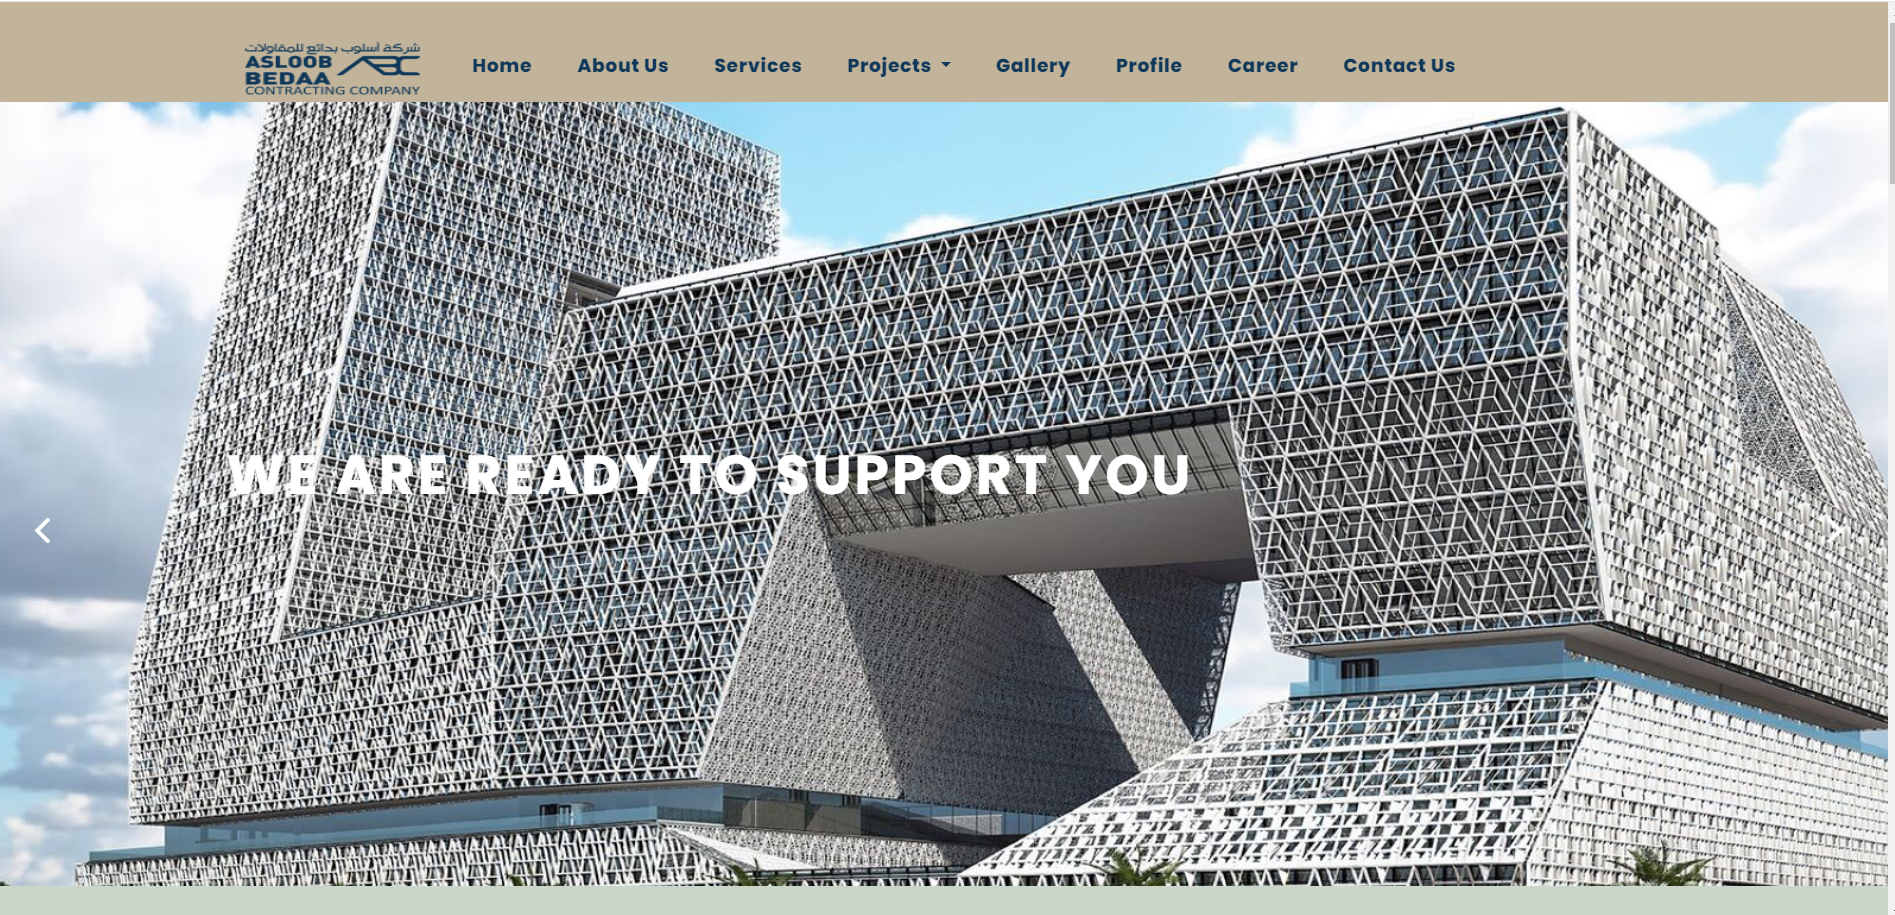 شركة أسلوب بدائع للمقاولات
ASLOOB
BEDAA
ABC
CONTRACTING COMPANY
Home About Us Services Projects Gallery Profile Career Contact Us
WE ARE READY TO SUPPORT YOU